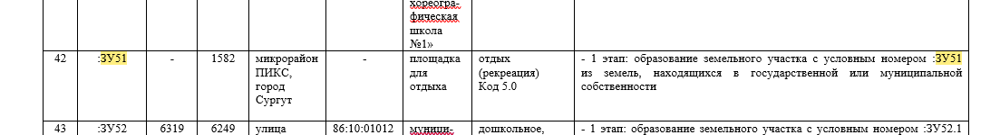 хореогра-
фическая
школа
№1»
42 :ЗУ51 - 1582 микрорайон - площадка отдых - 1 этап: образование земельного участка с условным номером :ЗУ51
ПИКС, для (рекреация) из земель, находящихся в государственной или муниципальной
город отдыха Код 5.0 собственности
Сургут
43 :ЗУ52 6319 6249 улица 86:10:01012 муници- дошкольное, - 1 этап: образование земельного участка с условным номером :ЗУ52.1